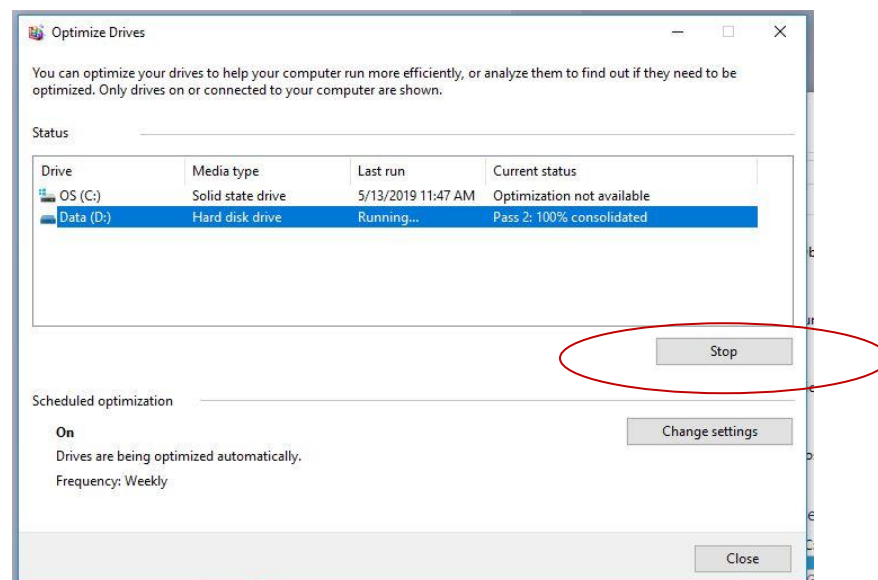 Optimize Drives
You can optimize your drives to help your computer run more efficiently, or analyze them to find out if they need to be
optimized. Only drives on or connected to your computer are shown.
Status
Drive Media type Last run Current status
OS (C:) Solid state drive 5/13/2019 11:47 AM Optimization not available
Data (D:) Hard disk drive Running... Pass 2: 100% consolidated
Stop
Scheduled optimization
On
Change settings
Drives are being optimized automatically.
Frequency: Weekly
Close